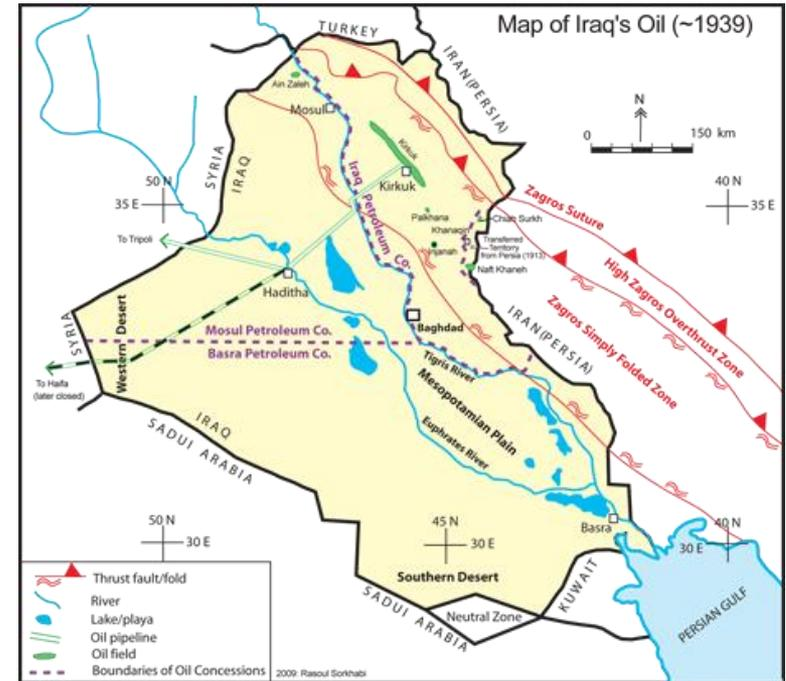 Map of Iraq's Oil (~1939)
TURKEY
IRAN(PERSIA)
N
0 150 km
Ain Zaleh
Mosul
SYRIA
IRAQ
Kirkuk
Kirkuk
50 N
35 E
40 N
35 E
Zagros Suture
Iraq Petroleum Co.
Palkhana
Chiah Surkh
Khanaqin
Transferred
Territory
from Persia (1913)
Injanah
Naft Khaneh
To Tripoli
High Zagros Overthrust Zone
Haditha
Zagros Simply Folded Zone
IRAN(PERSIA)
SYRIA
Western Desert
Mosul Petroleum Co.
Basra Petroleum Co.
Baghdad
Tigris River
To Haifa
(later closed)
Mesopotamian Plain
Euphrates River
IRAQ
SADUI ARABIA
Basra
50 N
30 E
45 N
30 E
40 N
30 E
Southern Desert
KUWAIT
SADUI ARABIA
Neutral Zone
PERSIAN GULF
Thrust fault/fold
River
Lake/playa
Oil pipeline
Oil field
Boundaries of Oil Concessions
2009: Rasoul Sorkhabi